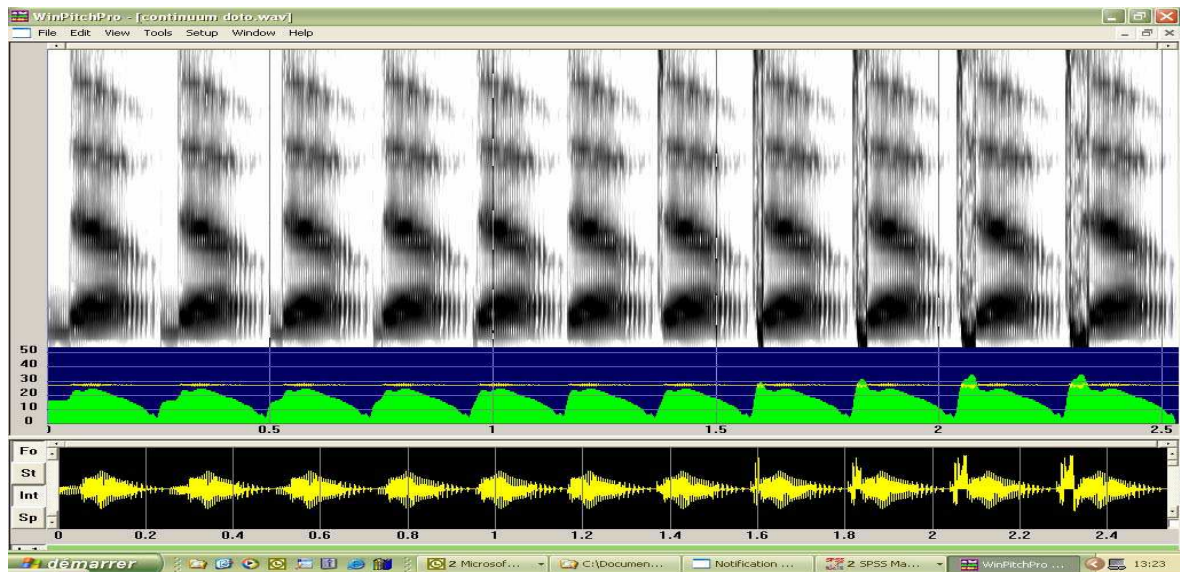 WinPitchPro - [continuum doto.wav]
File Edit View Tools Setup Window Help
50
40
30
20
10
0
0.5 1 1.5 2 2.5
Fo
St
Int
Sp
0 0.2 0.4 0.6 0.8 1 1.2 1.4 1.6 1.8 2 2.2 2.4
démarrer 2 Microsof... C:\Documen... Notification ... 2 SPSS Ma... WinPitchPro ... 13:23